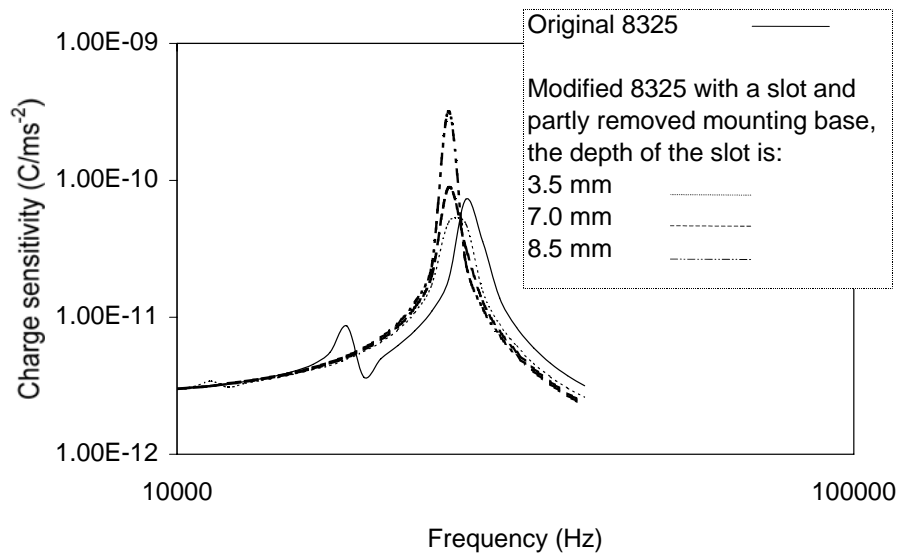 Original 8325
Modified 8325 with a slot and
partly removed mounting base,
the depth of the slot is:
3.5 mm
7.0 mm
8.5 mm
1.00E-09
1.00E-10
1.00E-11
1.00E-12
Charge sensitivity (C/ms⁻²)
10000
100000
Frequency (Hz)